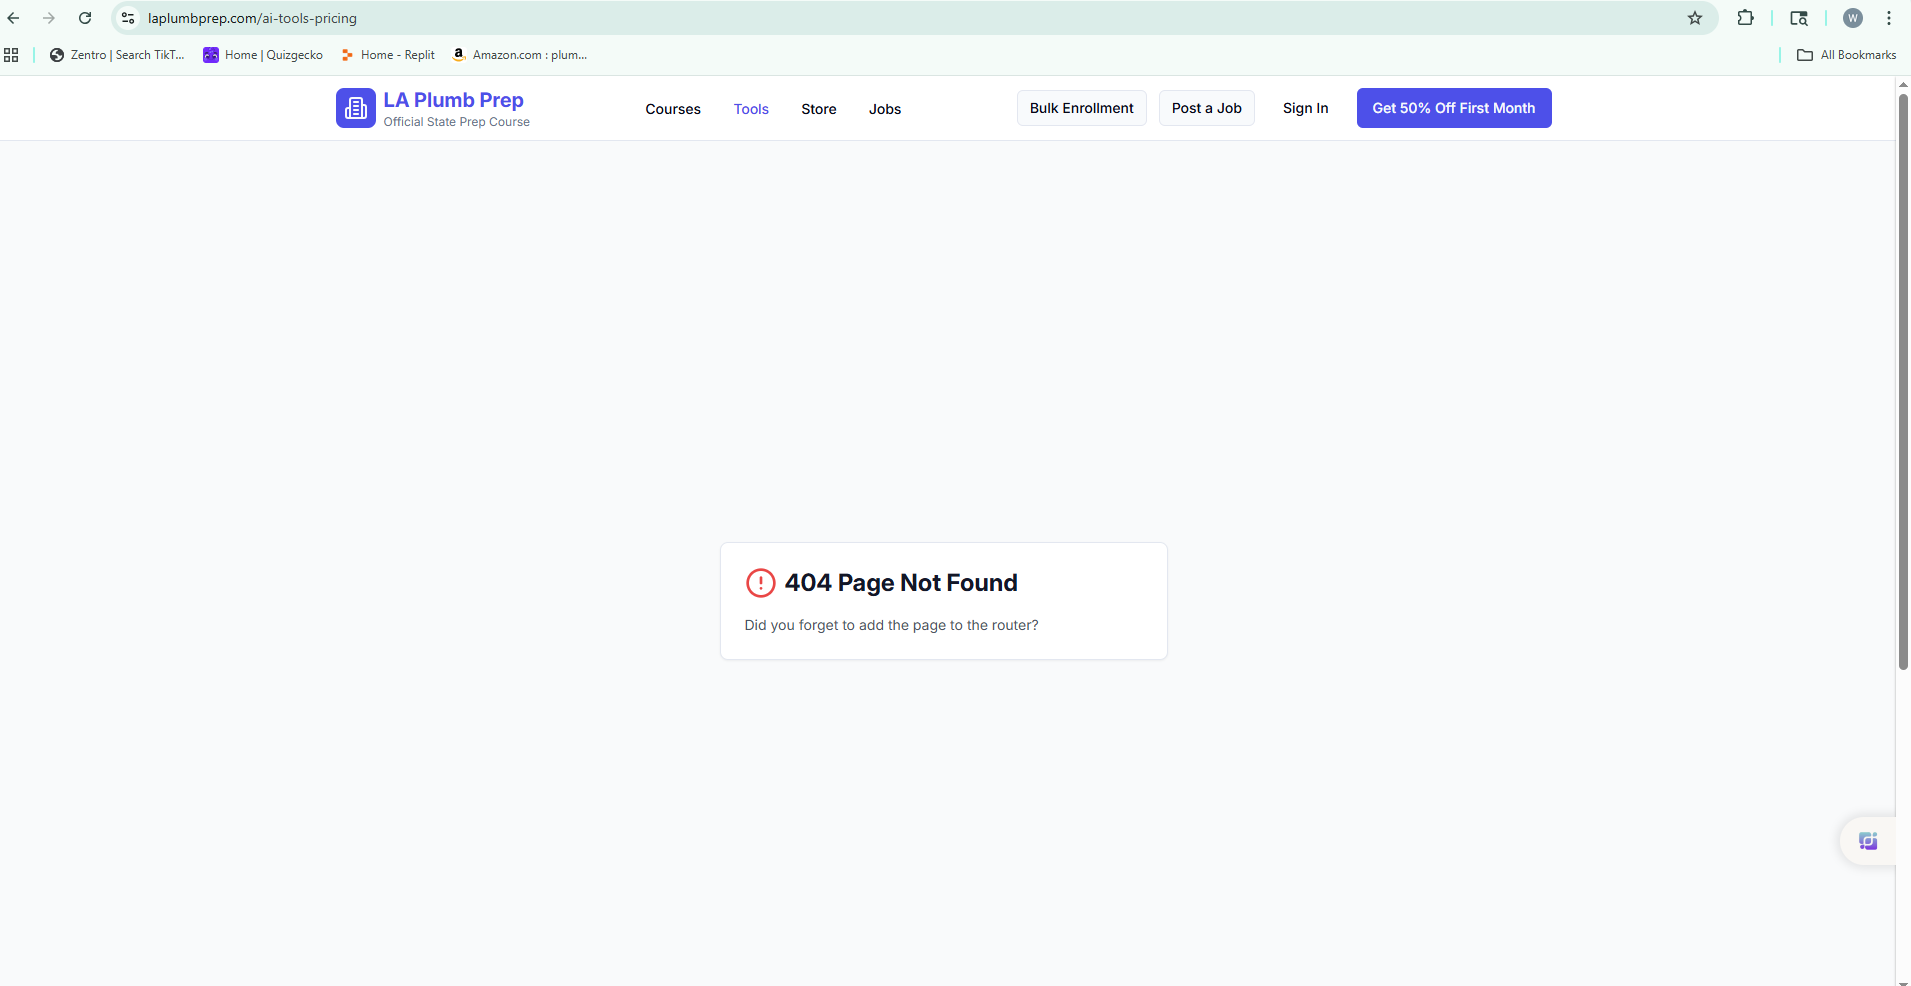 laplumbprep.com/ai-tools-pricing
W
Zentro | Search TikT...
Home | Quizgecko
Home - Replit
Amazon.com : plum...
All Bookmarks
LA Plumb Prep
Official State Prep Course
Courses
Tools
Store
Jobs
Bulk Enrollment
Post a Job
Sign In
Get 50% Off First Month
404 Page Not Found
Did you forget to add the page to the router?